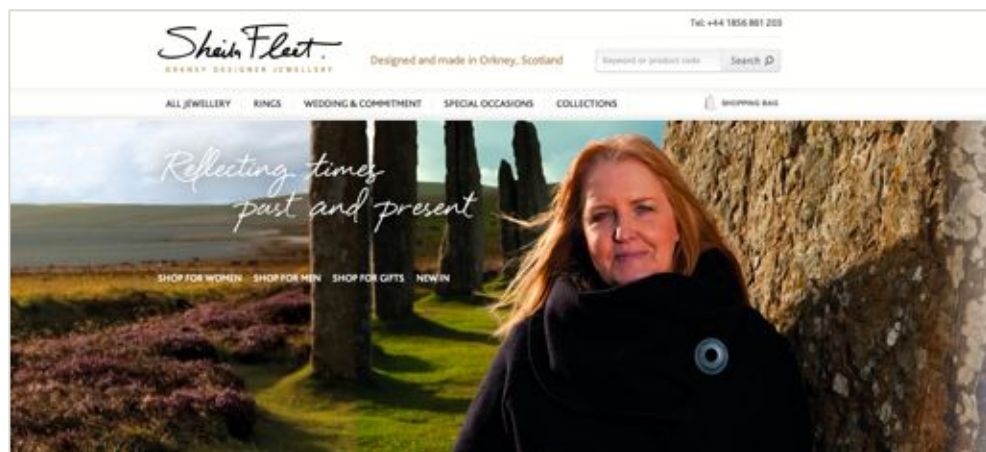 Tel: +44 1856 861 203
Sheila Fleet.
ORKNEY DESIGNER JEWELLERY
Designed and made in Orkney, Scotland
Keyword or product code
Search
ALL JEWELLERY RINGS WEDDING & COMMITMENT SPECIAL OCCASIONS COLLECTIONS
SHOPPING BAG
Reflecting times
past and present
SHOP FOR WOMEN SHOP FOR MEN SHOP FOR GIFTS NEW IN